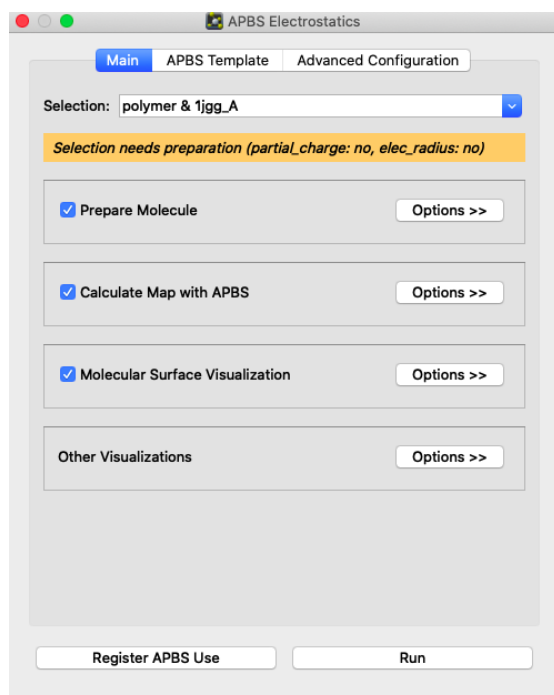 APBS Electrostatics
Main APBS Template Advanced Configuration
Selection: polymer & 1jgg_A
Selection needs preparation (partial_charge: no, elec_radius: no)
Prepare Molecule Options >>
Calculate Map with APBS Options >>
Molecular Surface Visualization Options >>
Other Visualizations Options >>
Register APBS Use Run